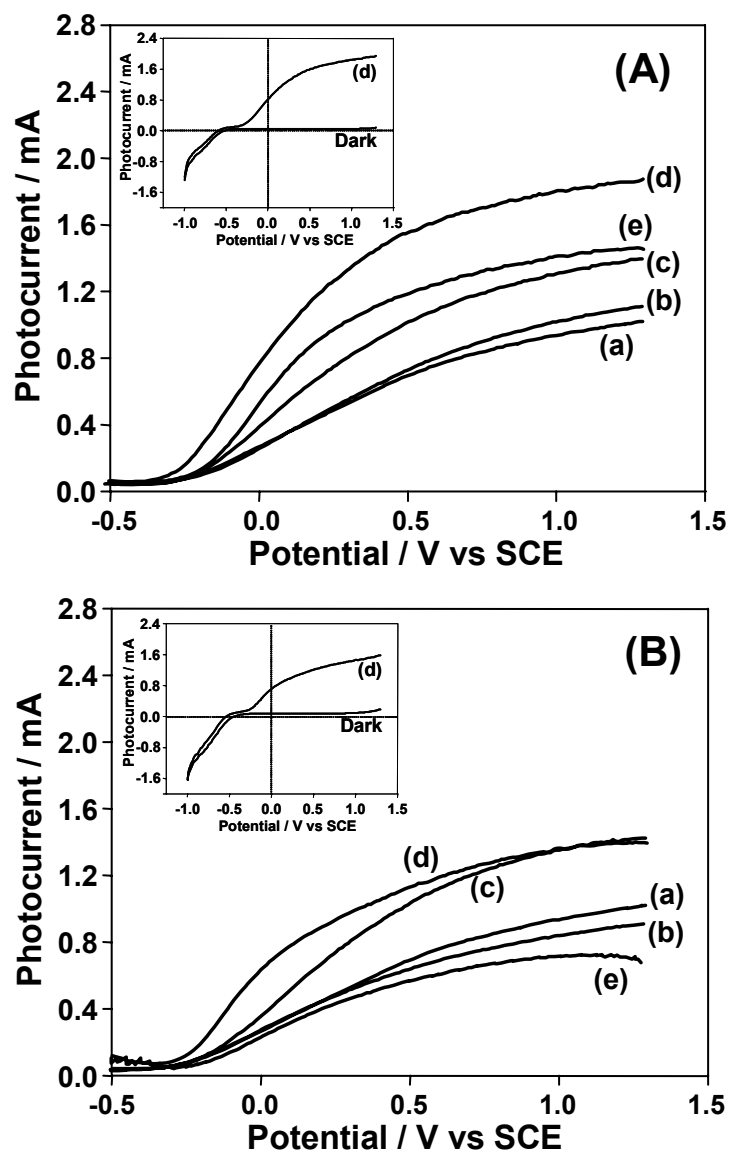 (A)
Photocurrent / mA
2.8
2.4
2.0
1.6
1.2
0.8
0.4
0.0
-0.5 0.0 0.5 1.0 1.5
Potential / V vs SCE
(d)
(e)
(c)
(b)
(a)
Photocurrent / mA
2.4
1.6
0.8
0.0
-0.8
-1.6
(d)
Dark
-1.0 -0.5 0.0 0.5 1.0 1.5
Potential / V vs SCE
(B)
Photocurrent / mA
2.8
2.4
2.0
1.6
1.2
0.8
0.4
0.0
-0.5 0.0 0.5 1.0 1.5
Potential / V vs SCE
(d)
(c)
(a)
(b)
(e)
Photocurrent / mA
2.4
1.6
0.8
0.0
-0.8
-1.6
(d)
Dark
-1.0 -0.5 0.0 0.5 1.0 1.5
Potential / V vs SCE